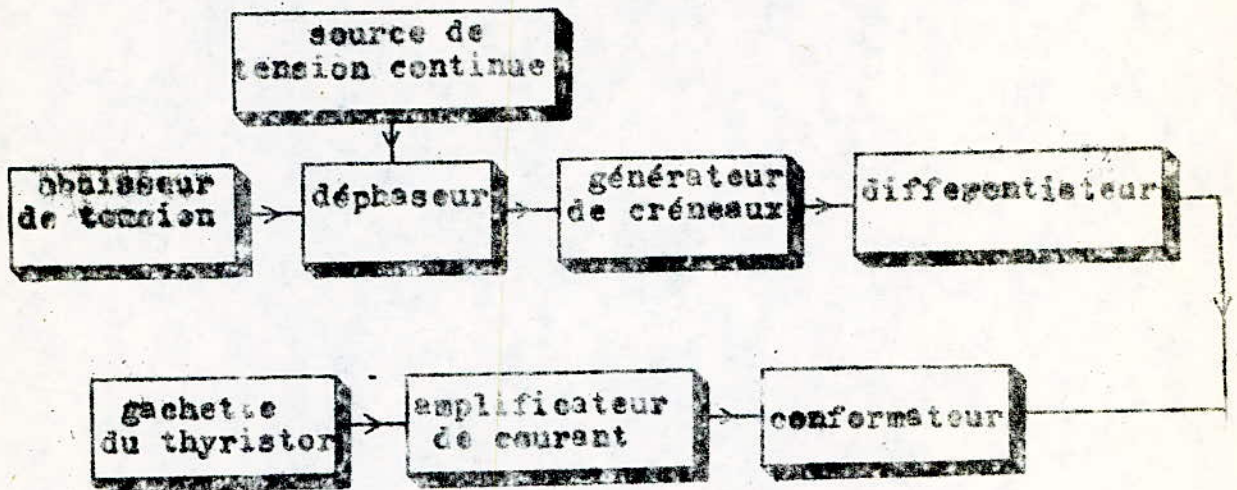 source de
tension continue
abaisseur
de tension
déphaseur
générateur
de créneaux
differentiateur
gachette
du thyristor
amplificateur
de courant
conformateur